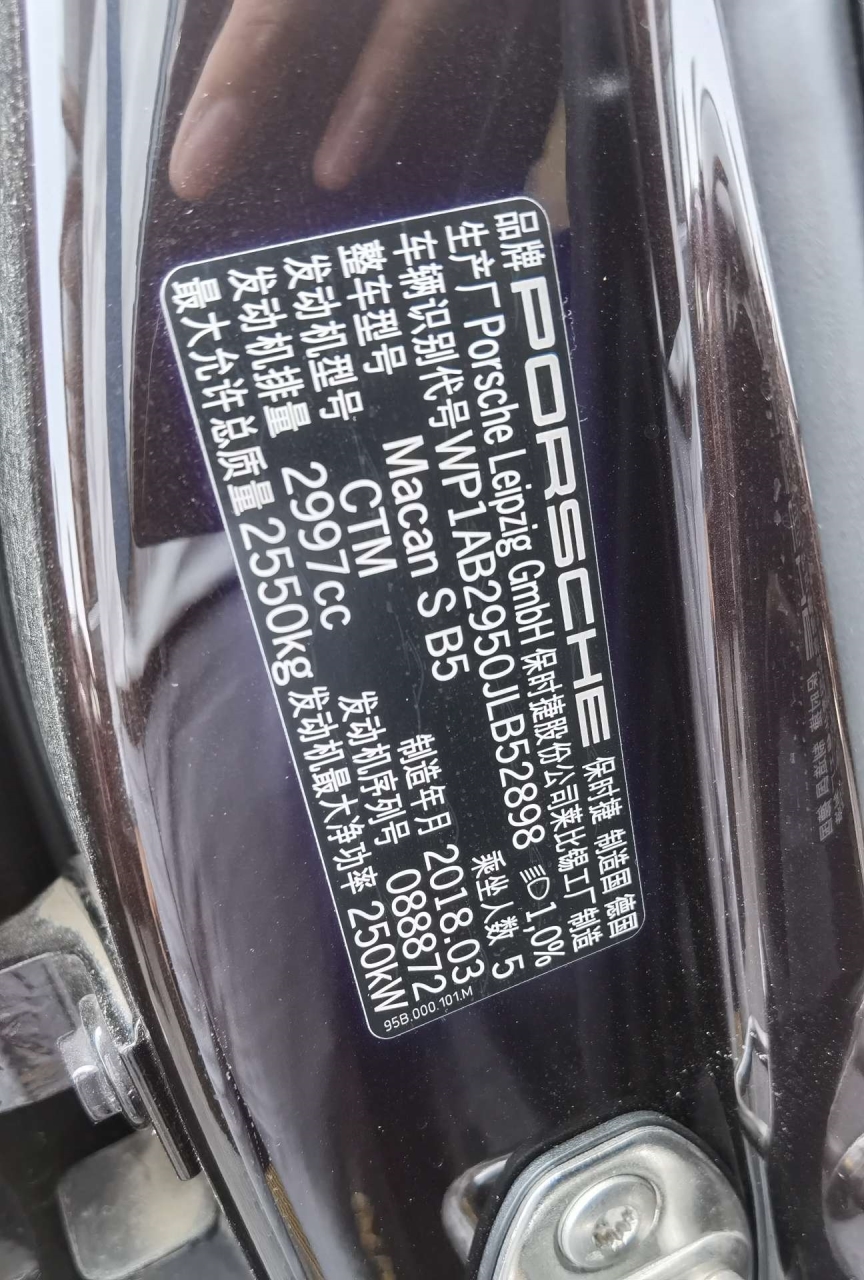 品牌 PORSCHE 保时捷 制造国 德国
生产厂 Porsche Leipzig GmbH 保时捷股份公司莱比锡工厂 制造
车辆识别代号 WP1AB2950JLB52898 1,0%
整车型号 Macan S B5 乘坐人数 5
发动机型号 CTM 制造年月 2018.03
发动机排量 2997cc 发动机序列号 088872
最大允许总质量 2550kg 发动机最大净功率 250kW
95B.000.101.M